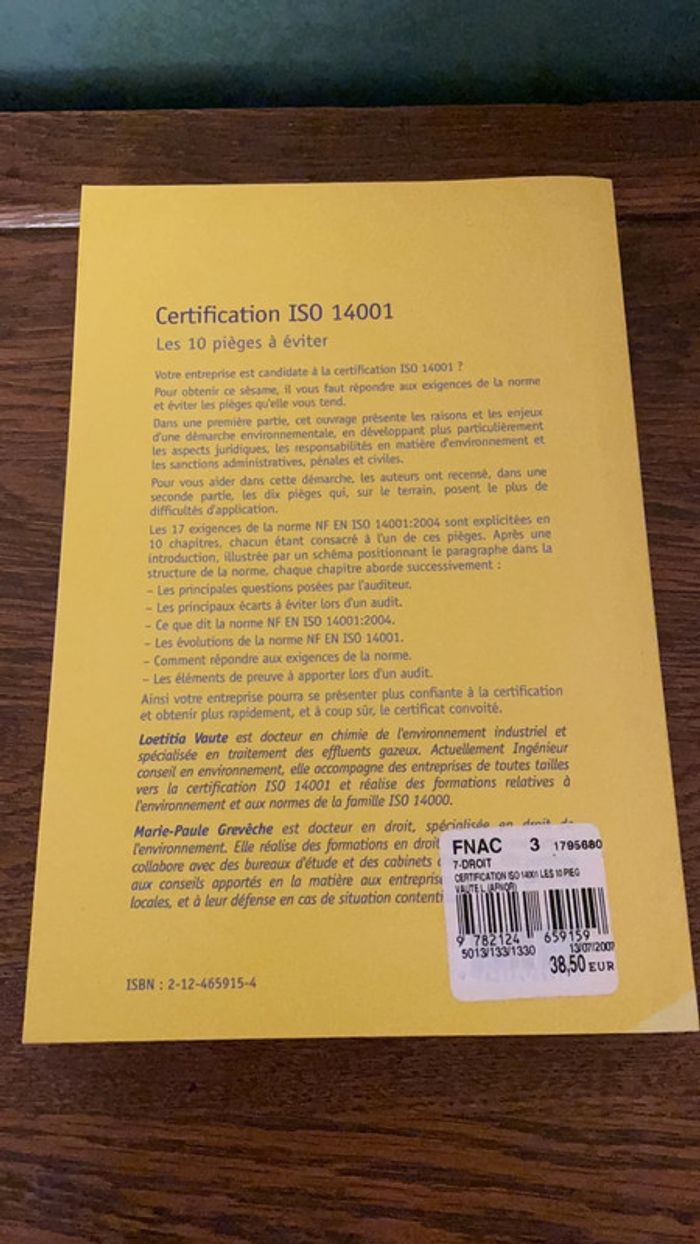 Certification ISO 14001
Les 10 pièges à éviter
Votre entreprise est candidate à la certification ISO 14001 ?
Pour obtenir ce sésame, il vous faut répondre aux exigences de la norme
et éviter les pièges qu'elle vous tend.
Dans une première partie, cet ouvrage présente les raisons et les enjeux
d'une démarche environnementale, en développant plus particulièrement
les aspects juridiques, les responsabilités en matière d'environnement et
les sanctions administratives, pénales et civiles.
Pour vous aider dans cette démarche, les auteurs ont recensé, dans une
seconde partie, les dix pièges qui, sur le terrain, posent le plus de
difficultés d'application.
Les 17 exigences de la norme NF EN ISO 14001:2004 sont explicitées en
10 chapitres, chacun étant consacré à l'un de ces pièges. Après une
introduction, illustrée par un schéma positionnant le paragraphe dans la
structure de la norme, chaque chapitre aborde successivement :
– Les principales questions posées par l'auditeur.
– Les principaux écarts à éviter lors d'un audit.
– Ce que dit la norme NF EN ISO 14001:2004.
– Les évolutions de la norme NF EN ISO 14001.
– Comment répondre aux exigences de la norme.
– Les éléments de preuve à apporter lors d'un audit.
Ainsi votre entreprise pourra se présenter plus confiante à la certification
et obtenir plus rapidement, et à coup sûr, le certificat convoité.
Loetitia Vaute est docteur en chimie de l'environnement industriel et
spécialisée en traitement des effluents gazeux. Actuellement Ingénieur
conseil en environnement, elle accompagne des entreprises de toutes tailles
vers la certification ISO 14001 et réalise des formations relatives à
l'environnement et aux normes de la famille ISO 14000.
Marie-Paule Grevêche est docteur en droit, spécialisée en droit de
l'environnement. Elle réalise des formations en droit
collabore avec des bureaux d'étude et des cabinets
aux conseils apportés en la matière aux entreprise
locales, et à leur défense en cas de situation contenti
FNAC 3 1795680
7-DROIT
CERTIFICATION ISO 14001 LES 10 PIEG
VAUTE L (AFNOR)
9 782124 659159
5013/133/1330 13/07/2007
38,50 EUR
ISBN : 2-12-465915-4